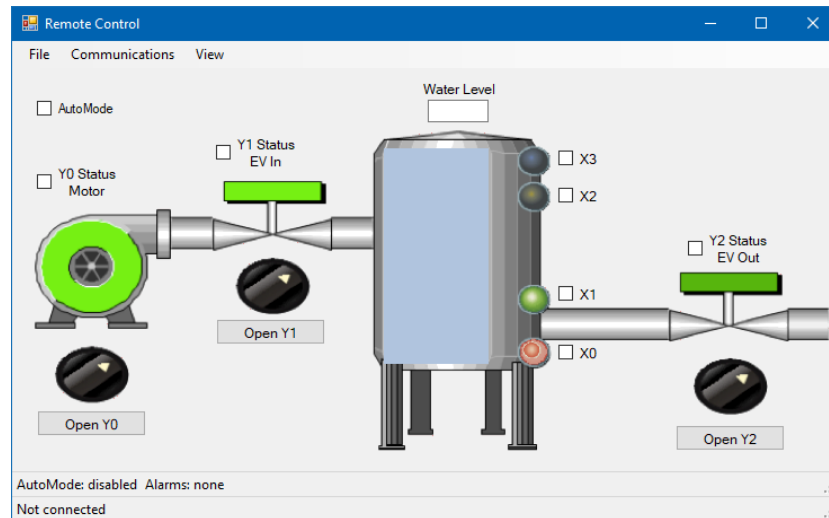 Remote Control
File Communications View
Water Level
AutoMode
Y1 Status
EV In
X3
Y0 Status
Motor
X2
Y2 Status
EV Out
X1
Open Y1
X0
Open Y0
Open Y2
AutoMode: disabled Alarms: none
Not connected